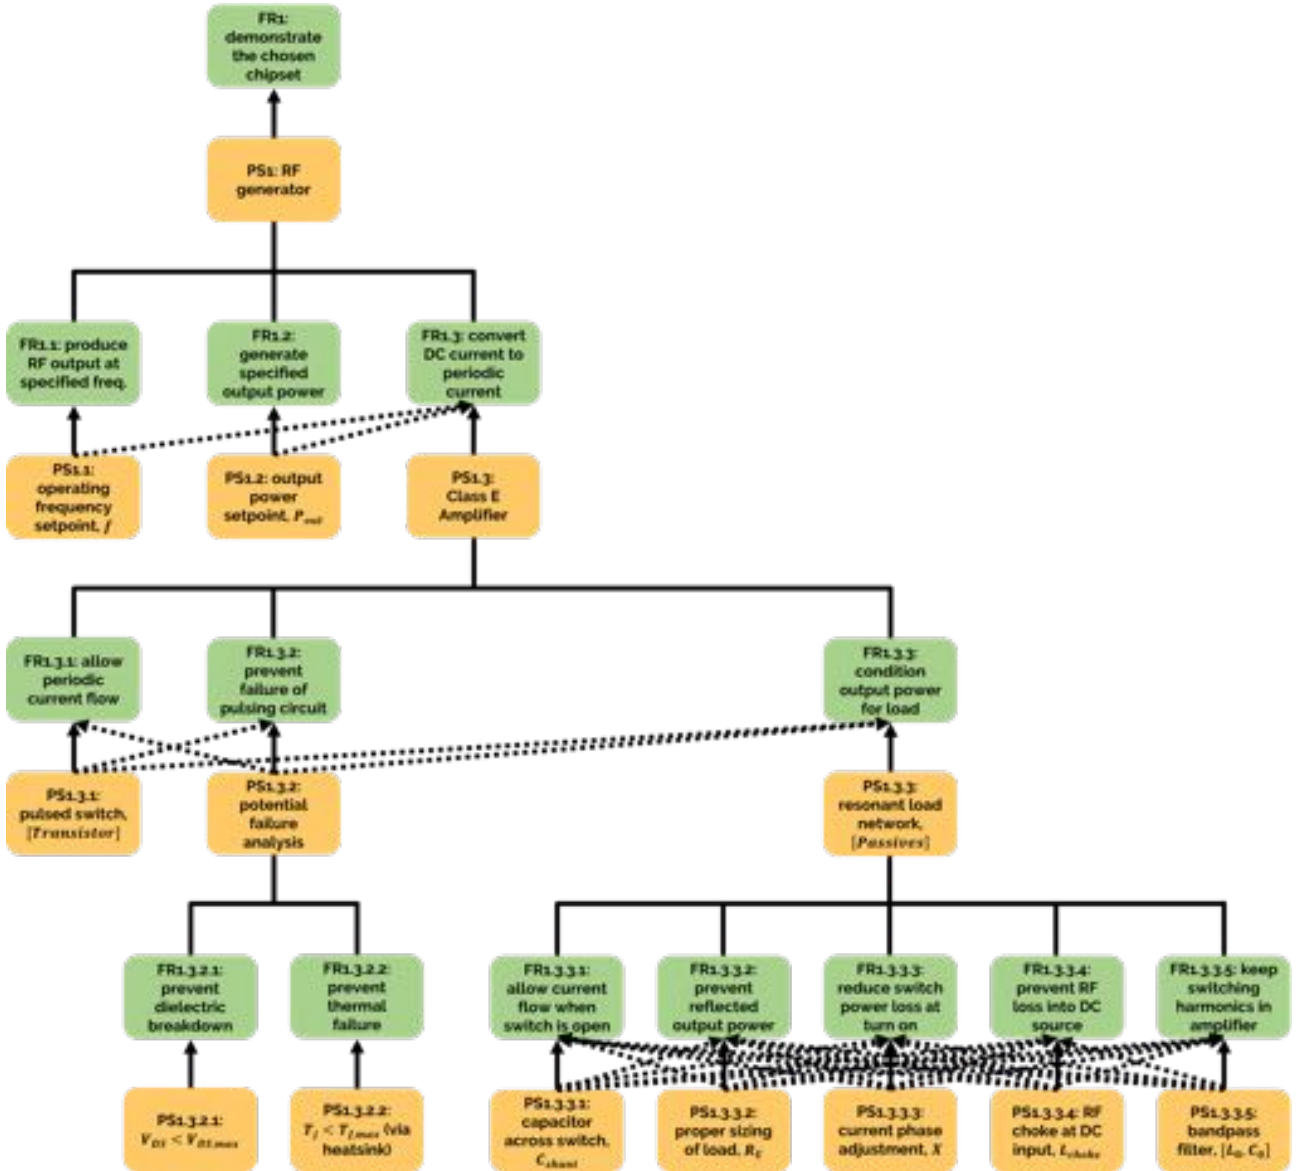 FR1:
demonstrate
the chosen
chipset
PS1: RF
generator
FR1.1: produce
RF output at
specified freq.
FR1.2:
generate
specified
output power
FR1.3: convert
DC current to
periodic
current
PS1.1:
operating
frequency
setpoint, f
PS1.2: output
power
setpoint, P_out
PS1.3:
Class E
Amplifier
FR1.3.1: allow
periodic
current flow
FR1.3.2:
prevent
failure of
pulsing circuit
FR1.3.3:
condition
output power
for load
PS1.3.1:
pulsed switch,
[Transistor]
PS1.3.2:
potential
failure
analysis
PS1.3.3:
resonant load
network,
[Passives]
FR1.3.2.1:
prevent
dielectric
breakdown
FR1.3.2.2:
prevent
thermal
failure
FR1.3.3.1:
allow current
flow when
switch is open
FR1.3.3.2:
prevent
reflected
output power
FR1.3.3.3:
reduce switch
power loss at
turn on
FR1.3.3.4:
prevent RF
loss into DC
source
FR1.3.3.5: keep
switching
harmonics in
amplifier
PS1.3.2.1:
V_DS < V_DS,max
PS1.3.2.2:
T_J < T_J,max (via
heatsink)
PS1.3.3.1:
capacitor
across switch,
C_shunt
PS1.3.3.2:
proper sizing
of load, R_E
PS1.3.3.3:
current phase
adjustment, X
PS1.3.3.4: RF
choke at DC
input, L_choke
PS1.3.3.5:
bandpass
filter, [L_0, C_0]